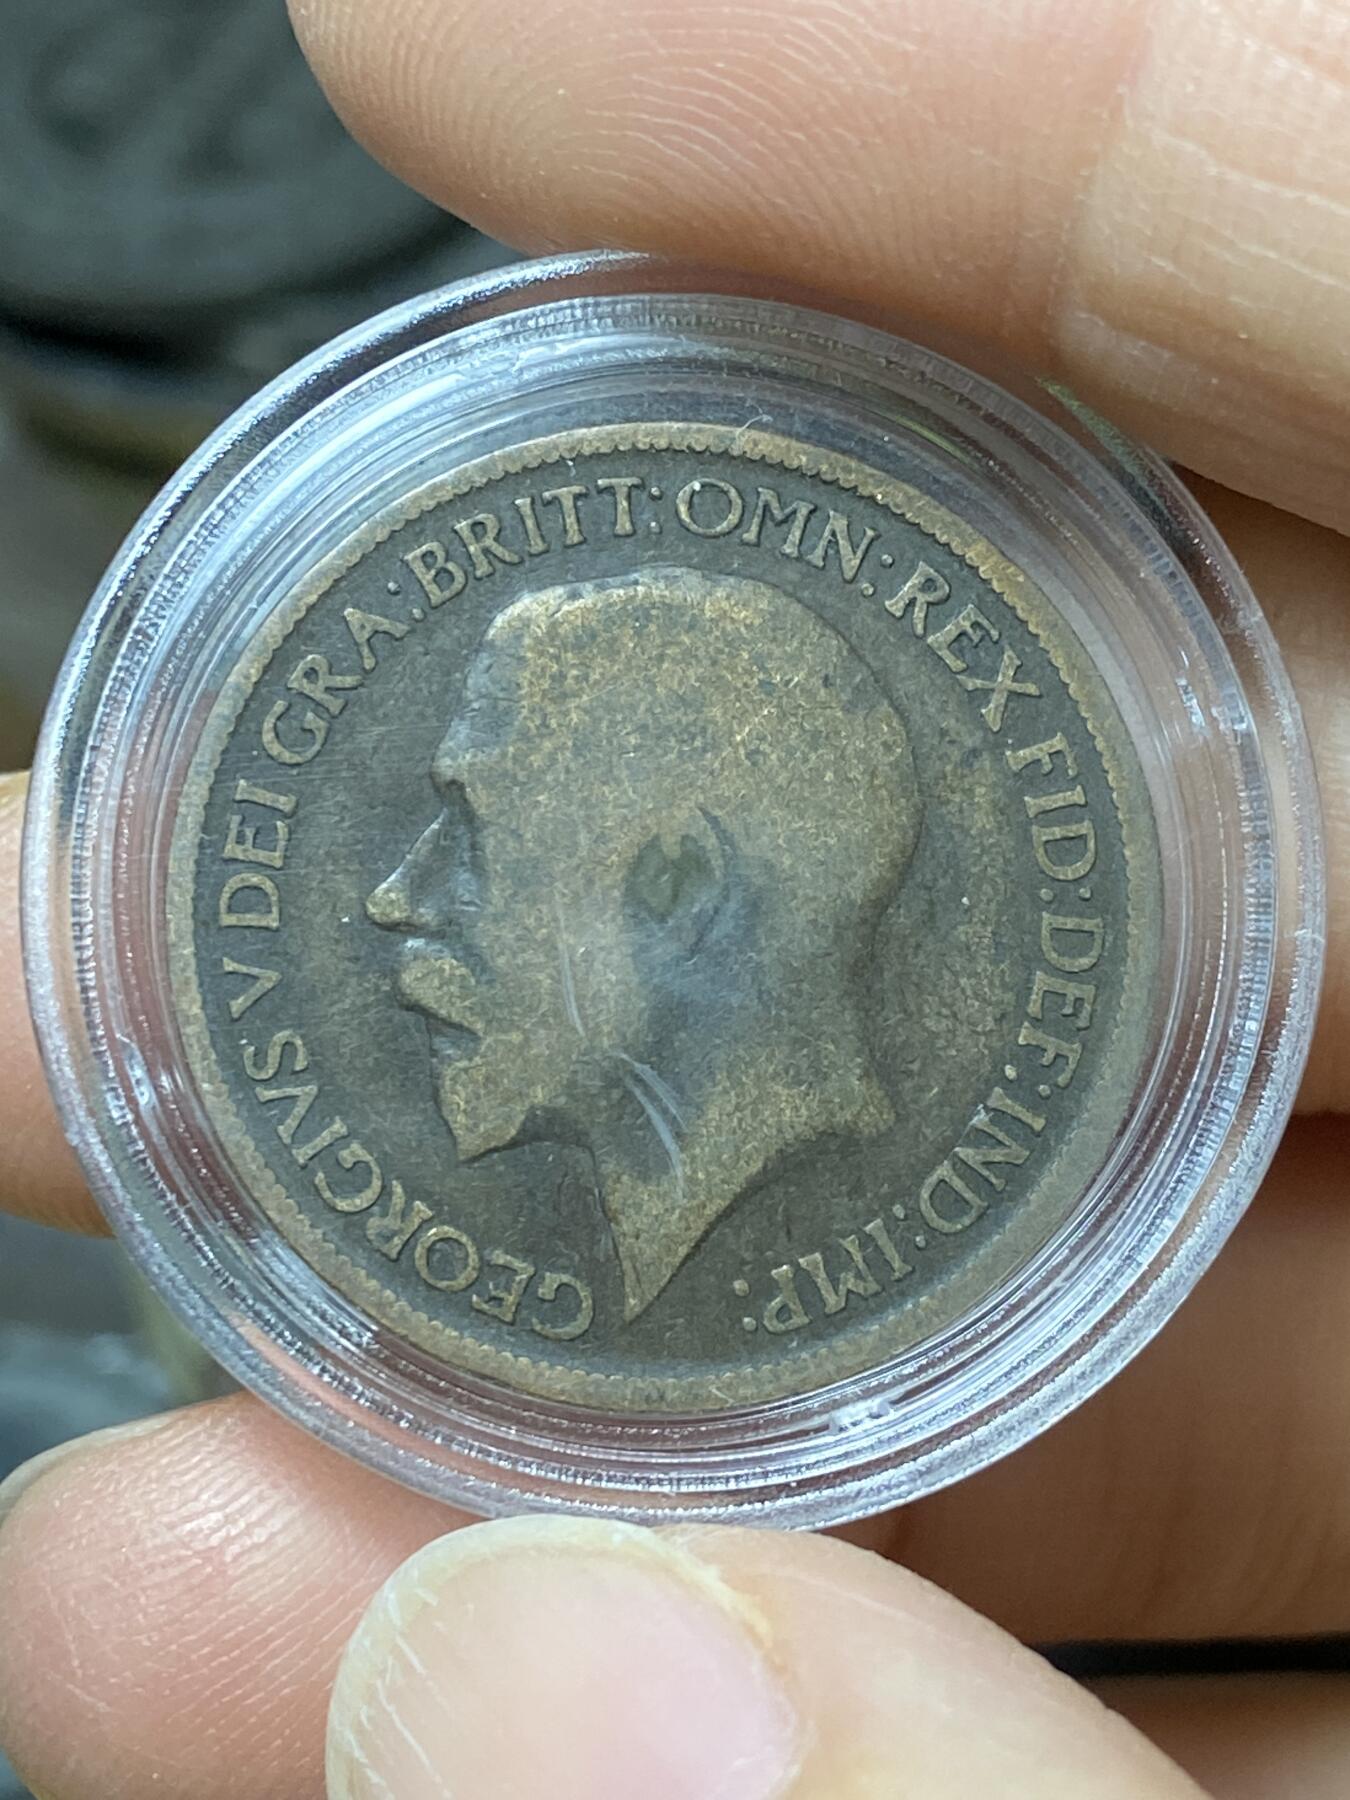 GEORGIVS V DEI GRA: BRITT: OMN: REX FID: DEF: IND: IMP: